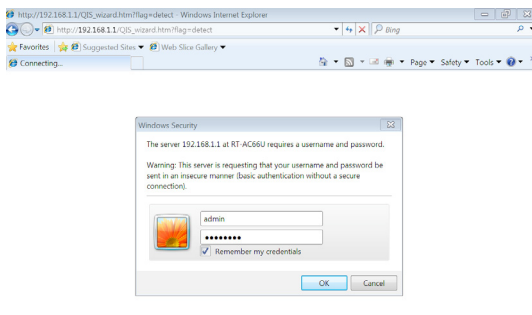 http://192.168.1.1/QIS_wizard.htm?flag=detect - Windows Internet Explorer
http://192.168.1.1/QIS_wizard.htm?flag=detect
Bing
Favorites Suggested Sites Web Slice Gallery
Connecting... Page Safety Tools
Windows Security
The server 192.168.1.1 at RT-AC66U requires a username and password.
Warning: This server is requesting that your username and password be
sent in an insecure manner (basic authentication without a secure
connection).
admin
••••••••
Remember my credentials
OK Cancel